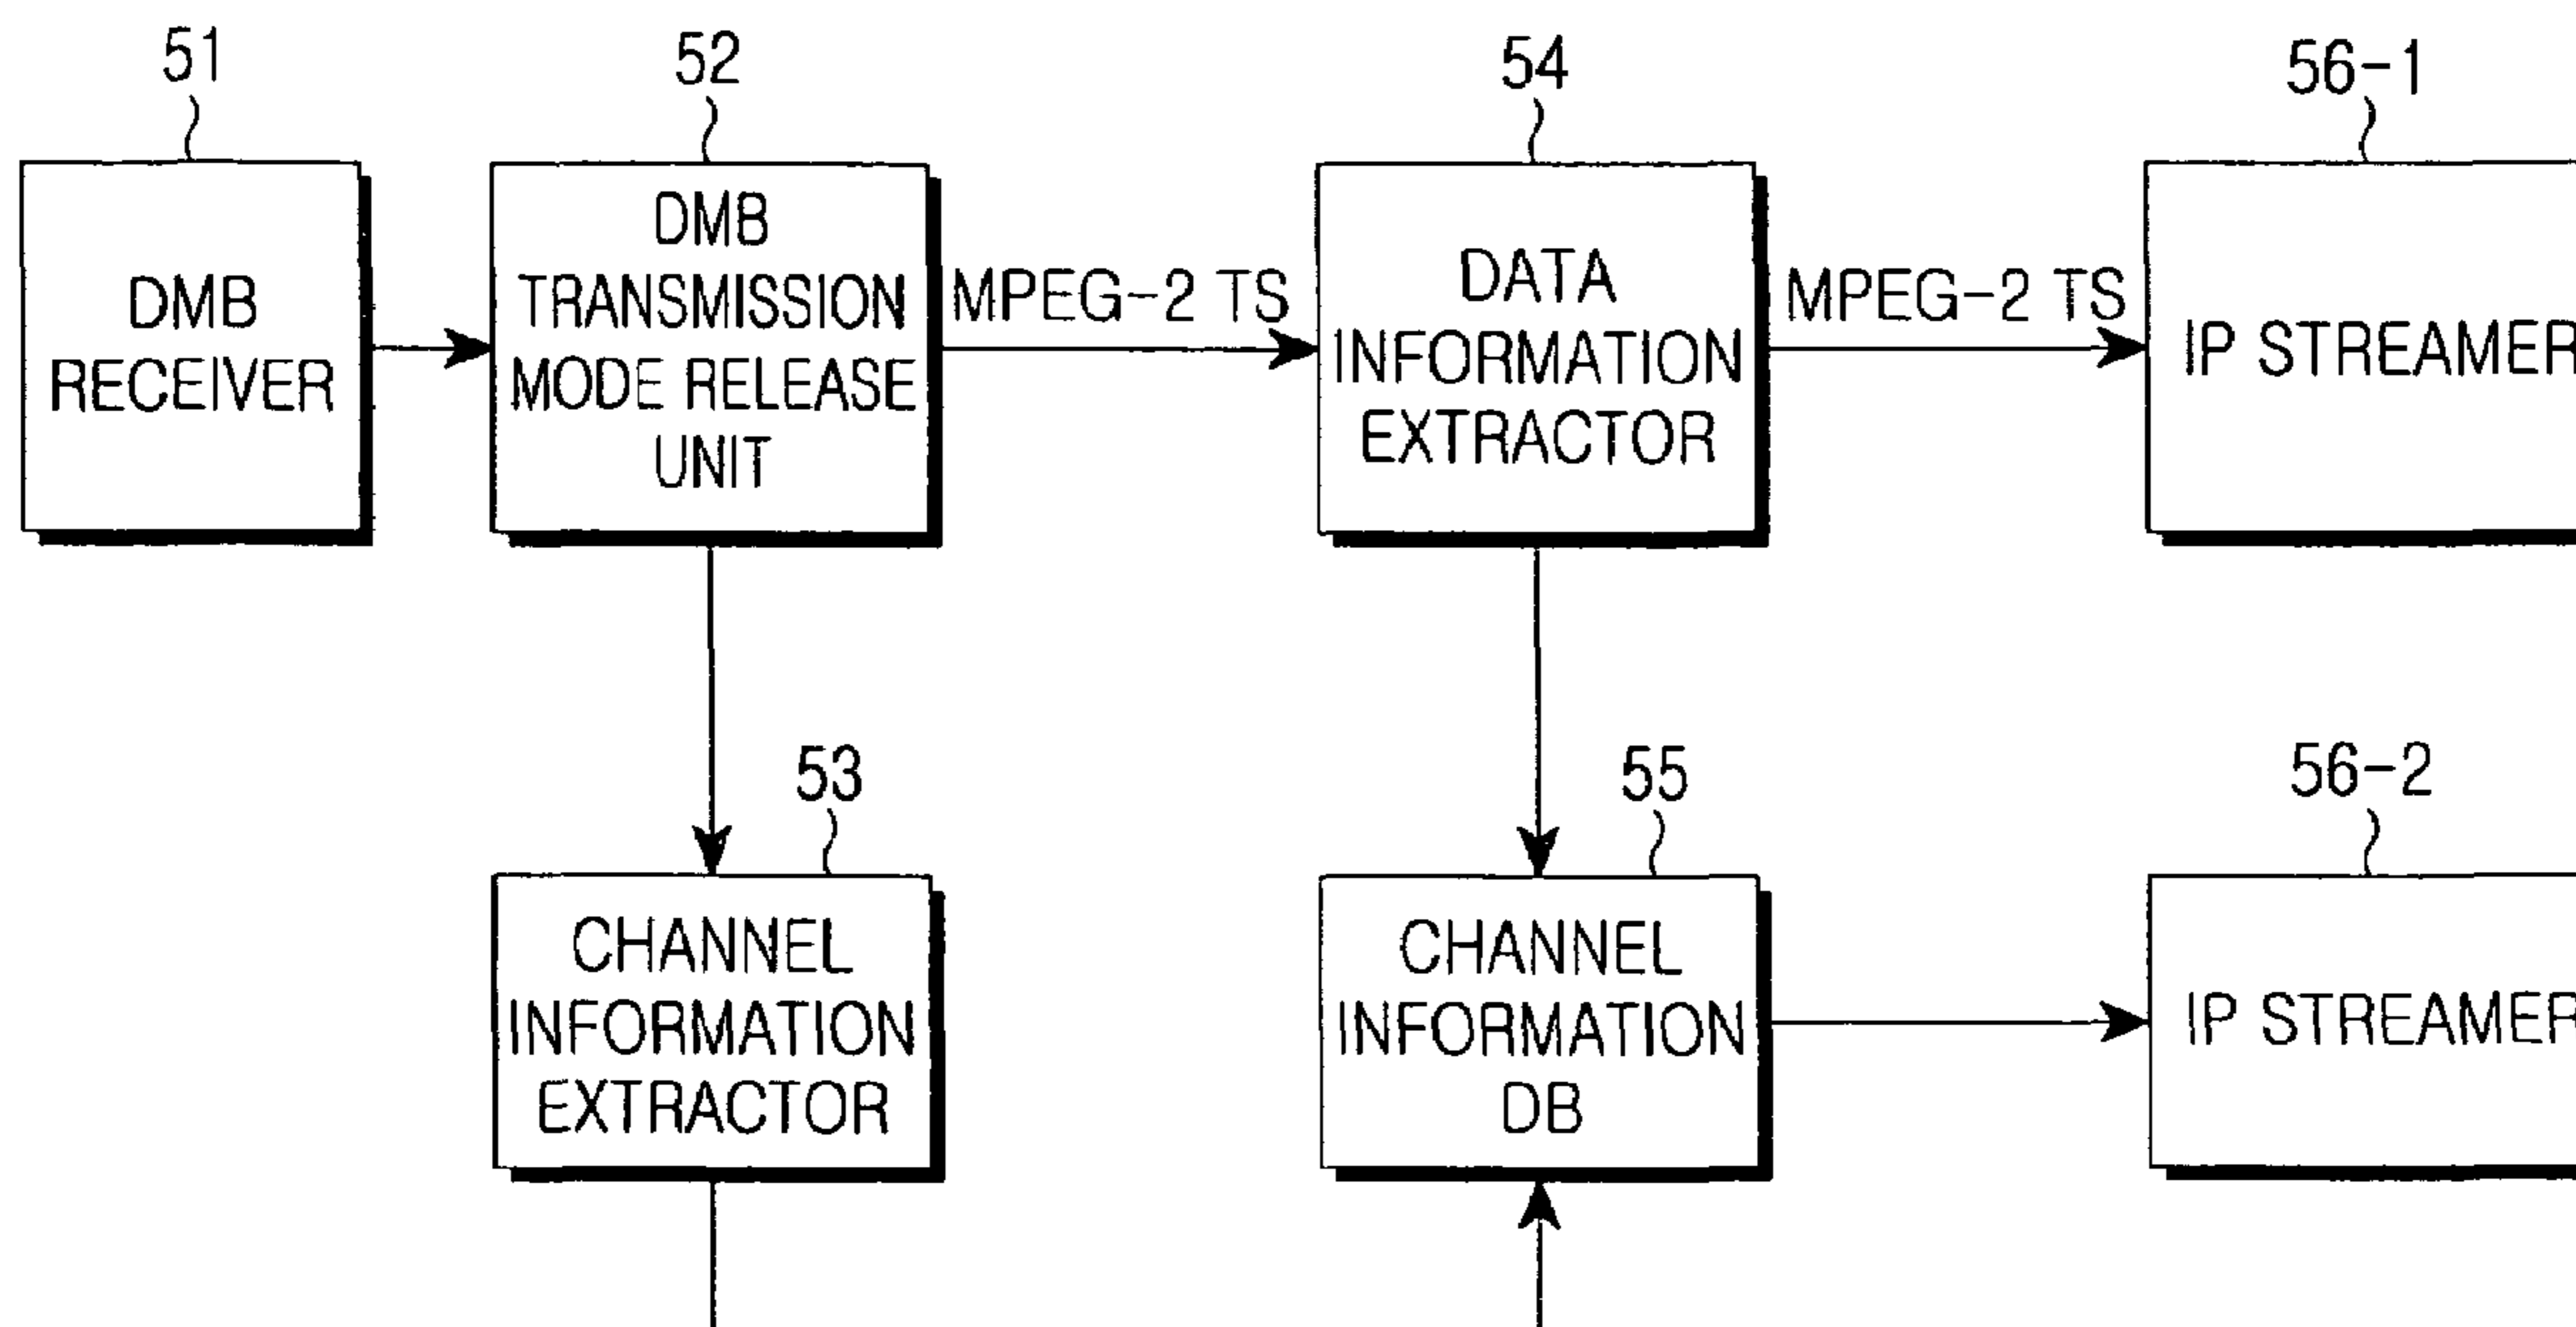 51
52
54
56-1
DMB
RECEIVER
DMB
TRANSMISSION
MODE RELEASE
UNIT
MPEG-2 TS
DATA
INFORMATION
EXTRACTOR
MPEG-2 TS
IP STREAMER
53
55
56-2
CHANNEL
INFORMATION
EXTRACTOR
CHANNEL
INFORMATION
DB
IP STREAMER